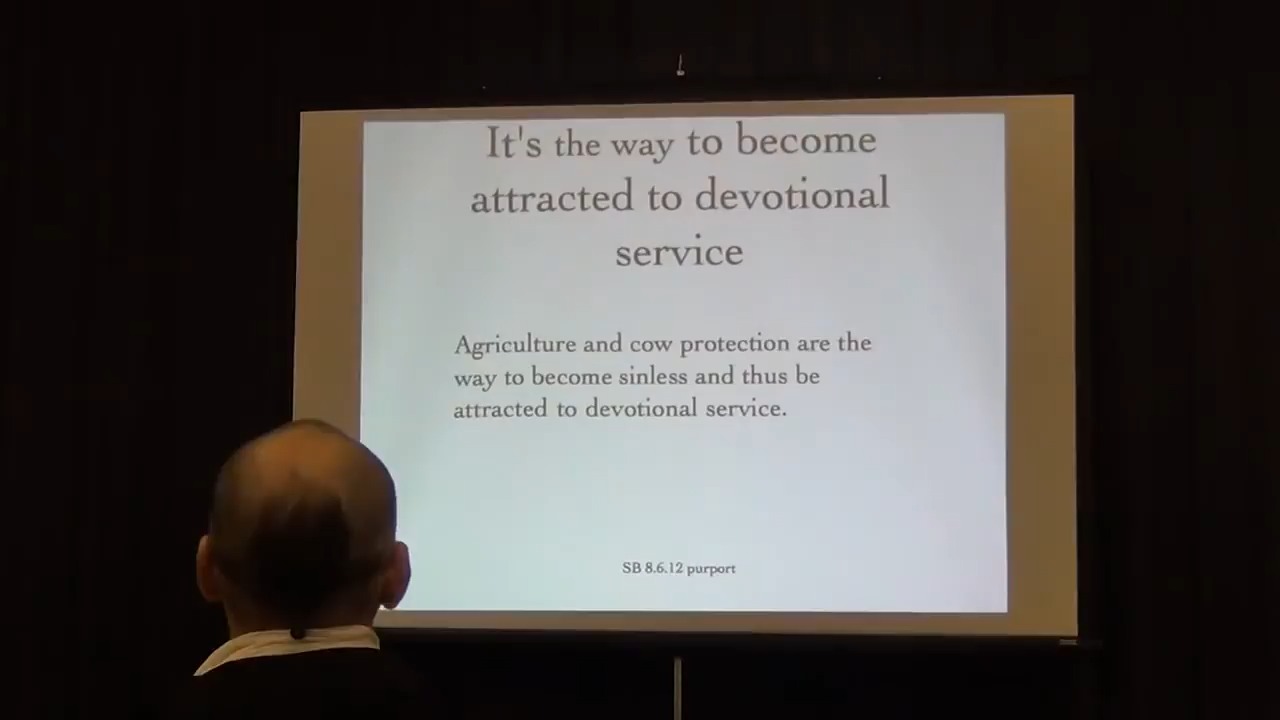 It's the way to become
attracted to devotional
service
Agriculture and cow protection are the
way to become sinless and thus be
attracted to devotional service.
SB 8.6.12 purport